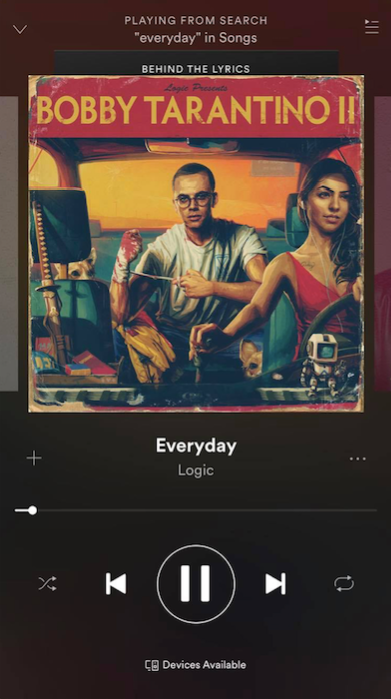 PLAYING FROM SEARCH
"everyday" in Songs
BEHIND THE LYRICS
Logic Presents
BOBBY TARANTINO II
Everyday
Logic
Devices Available